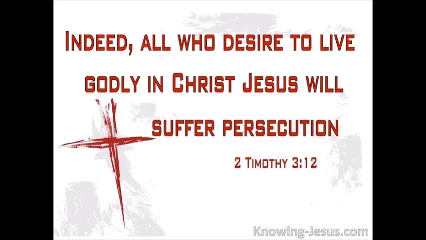 Indeed, all who desire to live
godly in Christ Jesus will
suffer persecution
2 Timothy 3:12
Knowing-Jesus.com